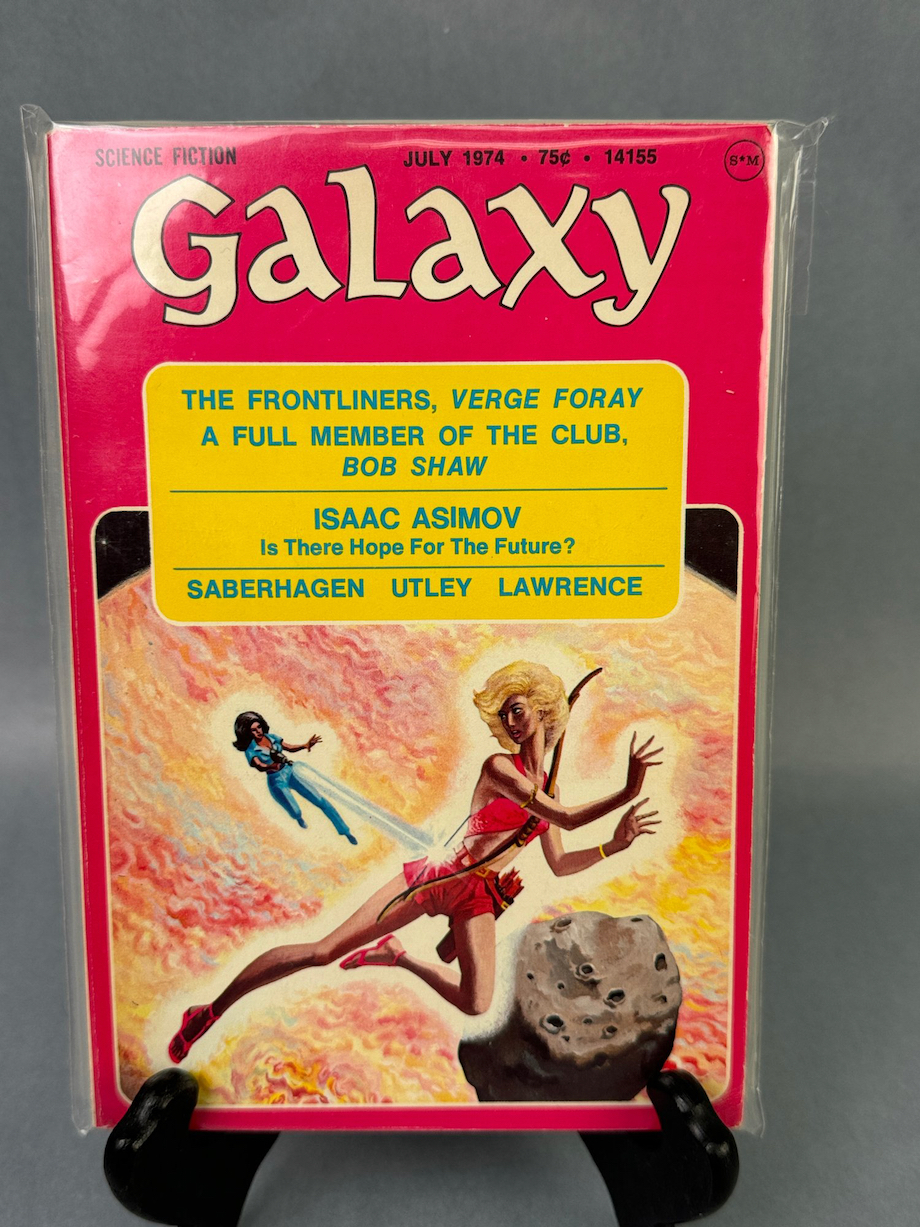 SCIENCE FICTION
JULY 1974 • 75¢ • 14155
S★M
Galaxy
THE FRONTLINERS, VERGE FORAY
A FULL MEMBER OF THE CLUB,
BOB SHAW
ISAAC ASIMOV
Is There Hope For The Future?
SABERHAGEN UTLEY LAWRENCE